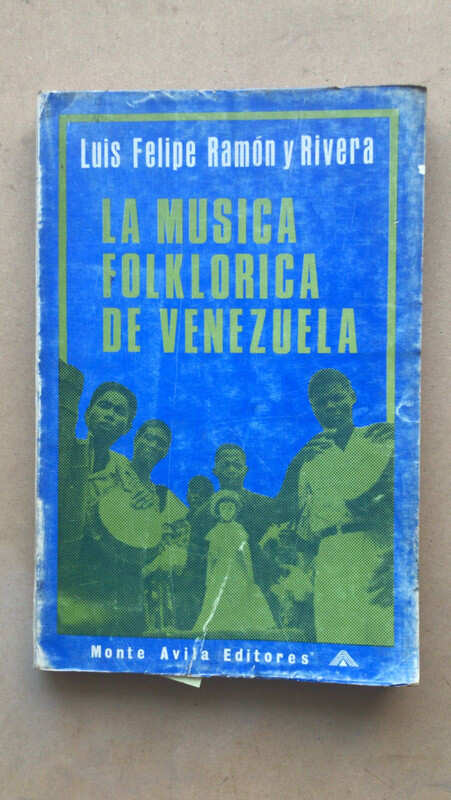 Luis Felipe Ramón y Rivera
LA MUSICA
FOLKLORICA
DE VENEZUELA
Monte Avila Editores